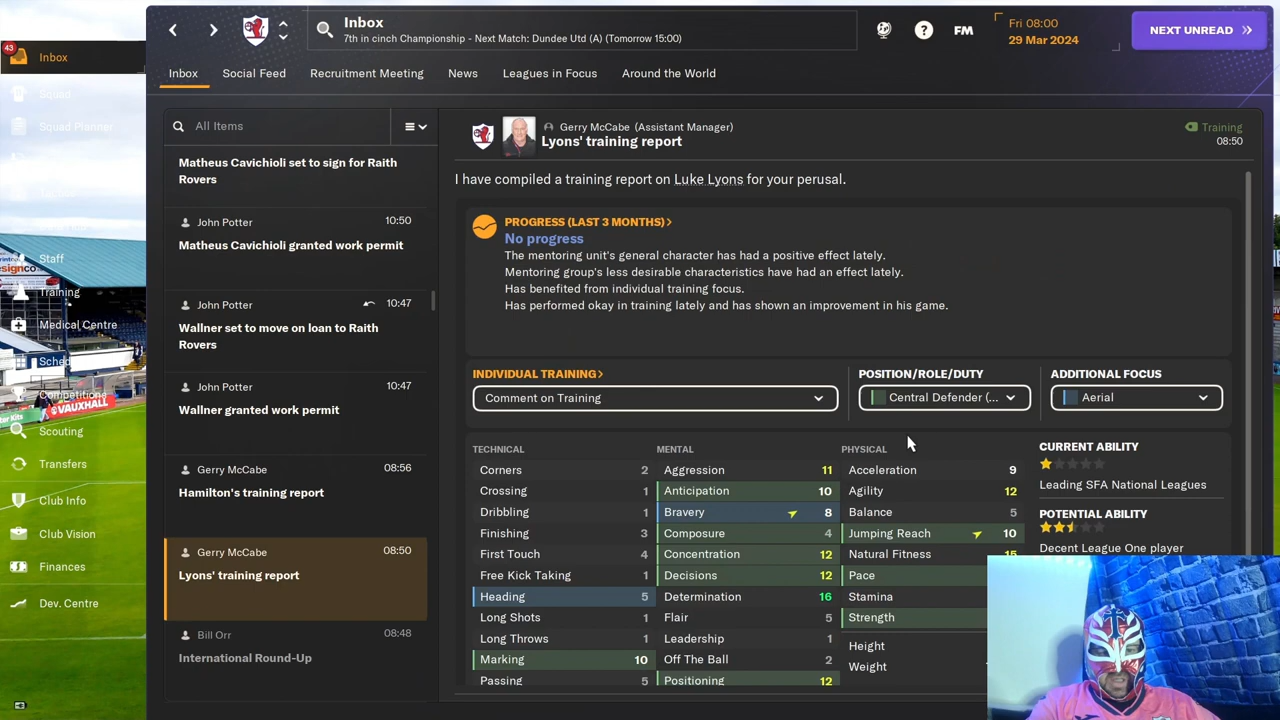 Inbox
7th in cinch Championship - Next Match: Dundee Utd (A) (Tomorrow 15:00)
?
FM
Fri 08:00
29 Mar 2024
NEXT UNREAD
43
Inbox
Inbox
Social Feed
Recruitment Meeting
News
Leagues in Focus
Around the World
Squad
Squad Planner
Staff
Training
Medical Centre
Sched
Competitions
VAUXHALL
Scouting
Transfers
Club Info
Club Vision
Finances
Dev. Centre
All Items
Matheus Cavichioli set to sign for Raith
Rovers
John Potter 10:50
Matheus Cavichioli granted work permit
John Potter 10:47
Wallner set to move on loan to Raith
Rovers
John Potter 10:47
Wallner granted work permit
Gerry McCabe 08:56
Hamilton's training report
Gerry McCabe 08:50
Lyons' training report
Bill Orr 08:48
International Round-Up
Gerry McCabe (Assistant Manager)
Lyons' training report
Training
08:50
I have compiled a training report on Luke Lyons for your perusal.
PROGRESS (LAST 3 MONTHS) >
No progress
The mentoring unit's general character has had a positive effect lately.
Mentoring group's less desirable characteristics have had an effect lately.
Has benefited from individual training focus.
Has performed okay in training lately and has shown an improvement in his game.
INDIVIDUAL TRAINING >
Comment on Training
POSITION/ROLE/DUTY
Central Defender (...
ADDITIONAL FOCUS
Aerial
TECHNICAL
Corners 2
Crossing 1
Dribbling 1
Finishing 3
First Touch 4
Free Kick Taking 1
Heading 5
Long Shots 1
Long Throws 1
Marking 10
Passing 5
MENTAL
Aggression 11
Anticipation 10
Bravery 8
Composure 4
Concentration 12
Decisions 12
Determination 16
Flair 5
Leadership 1
Off The Ball 2
Positioning 12
PHYSICAL
Acceleration 9
Agility 12
Balance 5
Jumping Reach 10
Natural Fitness 15
Pace
Stamina
Strength
Height
Weight
CURRENT ABILITY
Leading SFA National Leagues
POTENTIAL ABILITY
Decent League One player